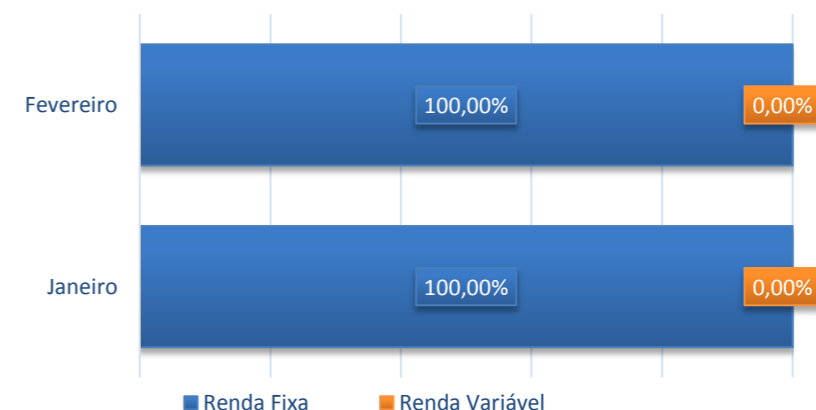 Fevereiro
100,00%
0,00%
Janeiro
100,00%
0,00%
Renda Fixa
Renda Variável